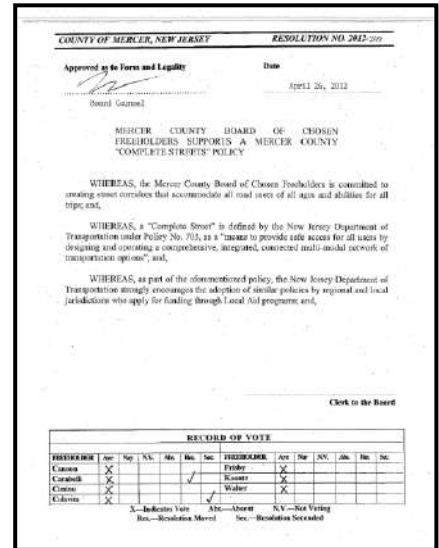 COUNTY OF MERCER, NEW JERSEY RESOLUTION NO. 2012-
Approved as to Form and Legality Date
April 26, 2012
Board Counsel
MERCER COUNTY BOARD OF CHOSEN
FREEHOLDERS SUPPORTS A MERCER COUNTY
"COMPLETE STREETS" POLICY
WHEREAS, the Mercer County Board of Chosen Freeholders is committed to
creating street corridors that accommodate all road users of all ages and abilities for all
trips; and,
WHEREAS, a "Complete Street" is defined by the New Jersey Department of
Transportation under Policy No. 703, as a "means to provide safe access for all users by
designing and operating a comprehensive, integrated, connected multi-modal network of
transportation options"; and,
WHEREAS, as part of the aforementioned policy, the New Jersey Department of
Transportation strongly encourages the adoption of similar policies by regional and local
jurisdictions who apply for funding through Local Aid programs; and,
Clerk to the Board
RECORD OF VOTE
FREEHOLDER Aye Nay N.V. Abs. Res. Sec. FREEHOLDER Aye Nay N.V. Abs. Res. Sec.
Cannon X Frisby X
Carabelli X ✓ Koontz X
Cimino X Walter X
Colavita X ✓
X—Indicates Vote Abs.—Absent N.V.—Not Voting
Res.—Resolution Moved Sec.—Resolution Seconded